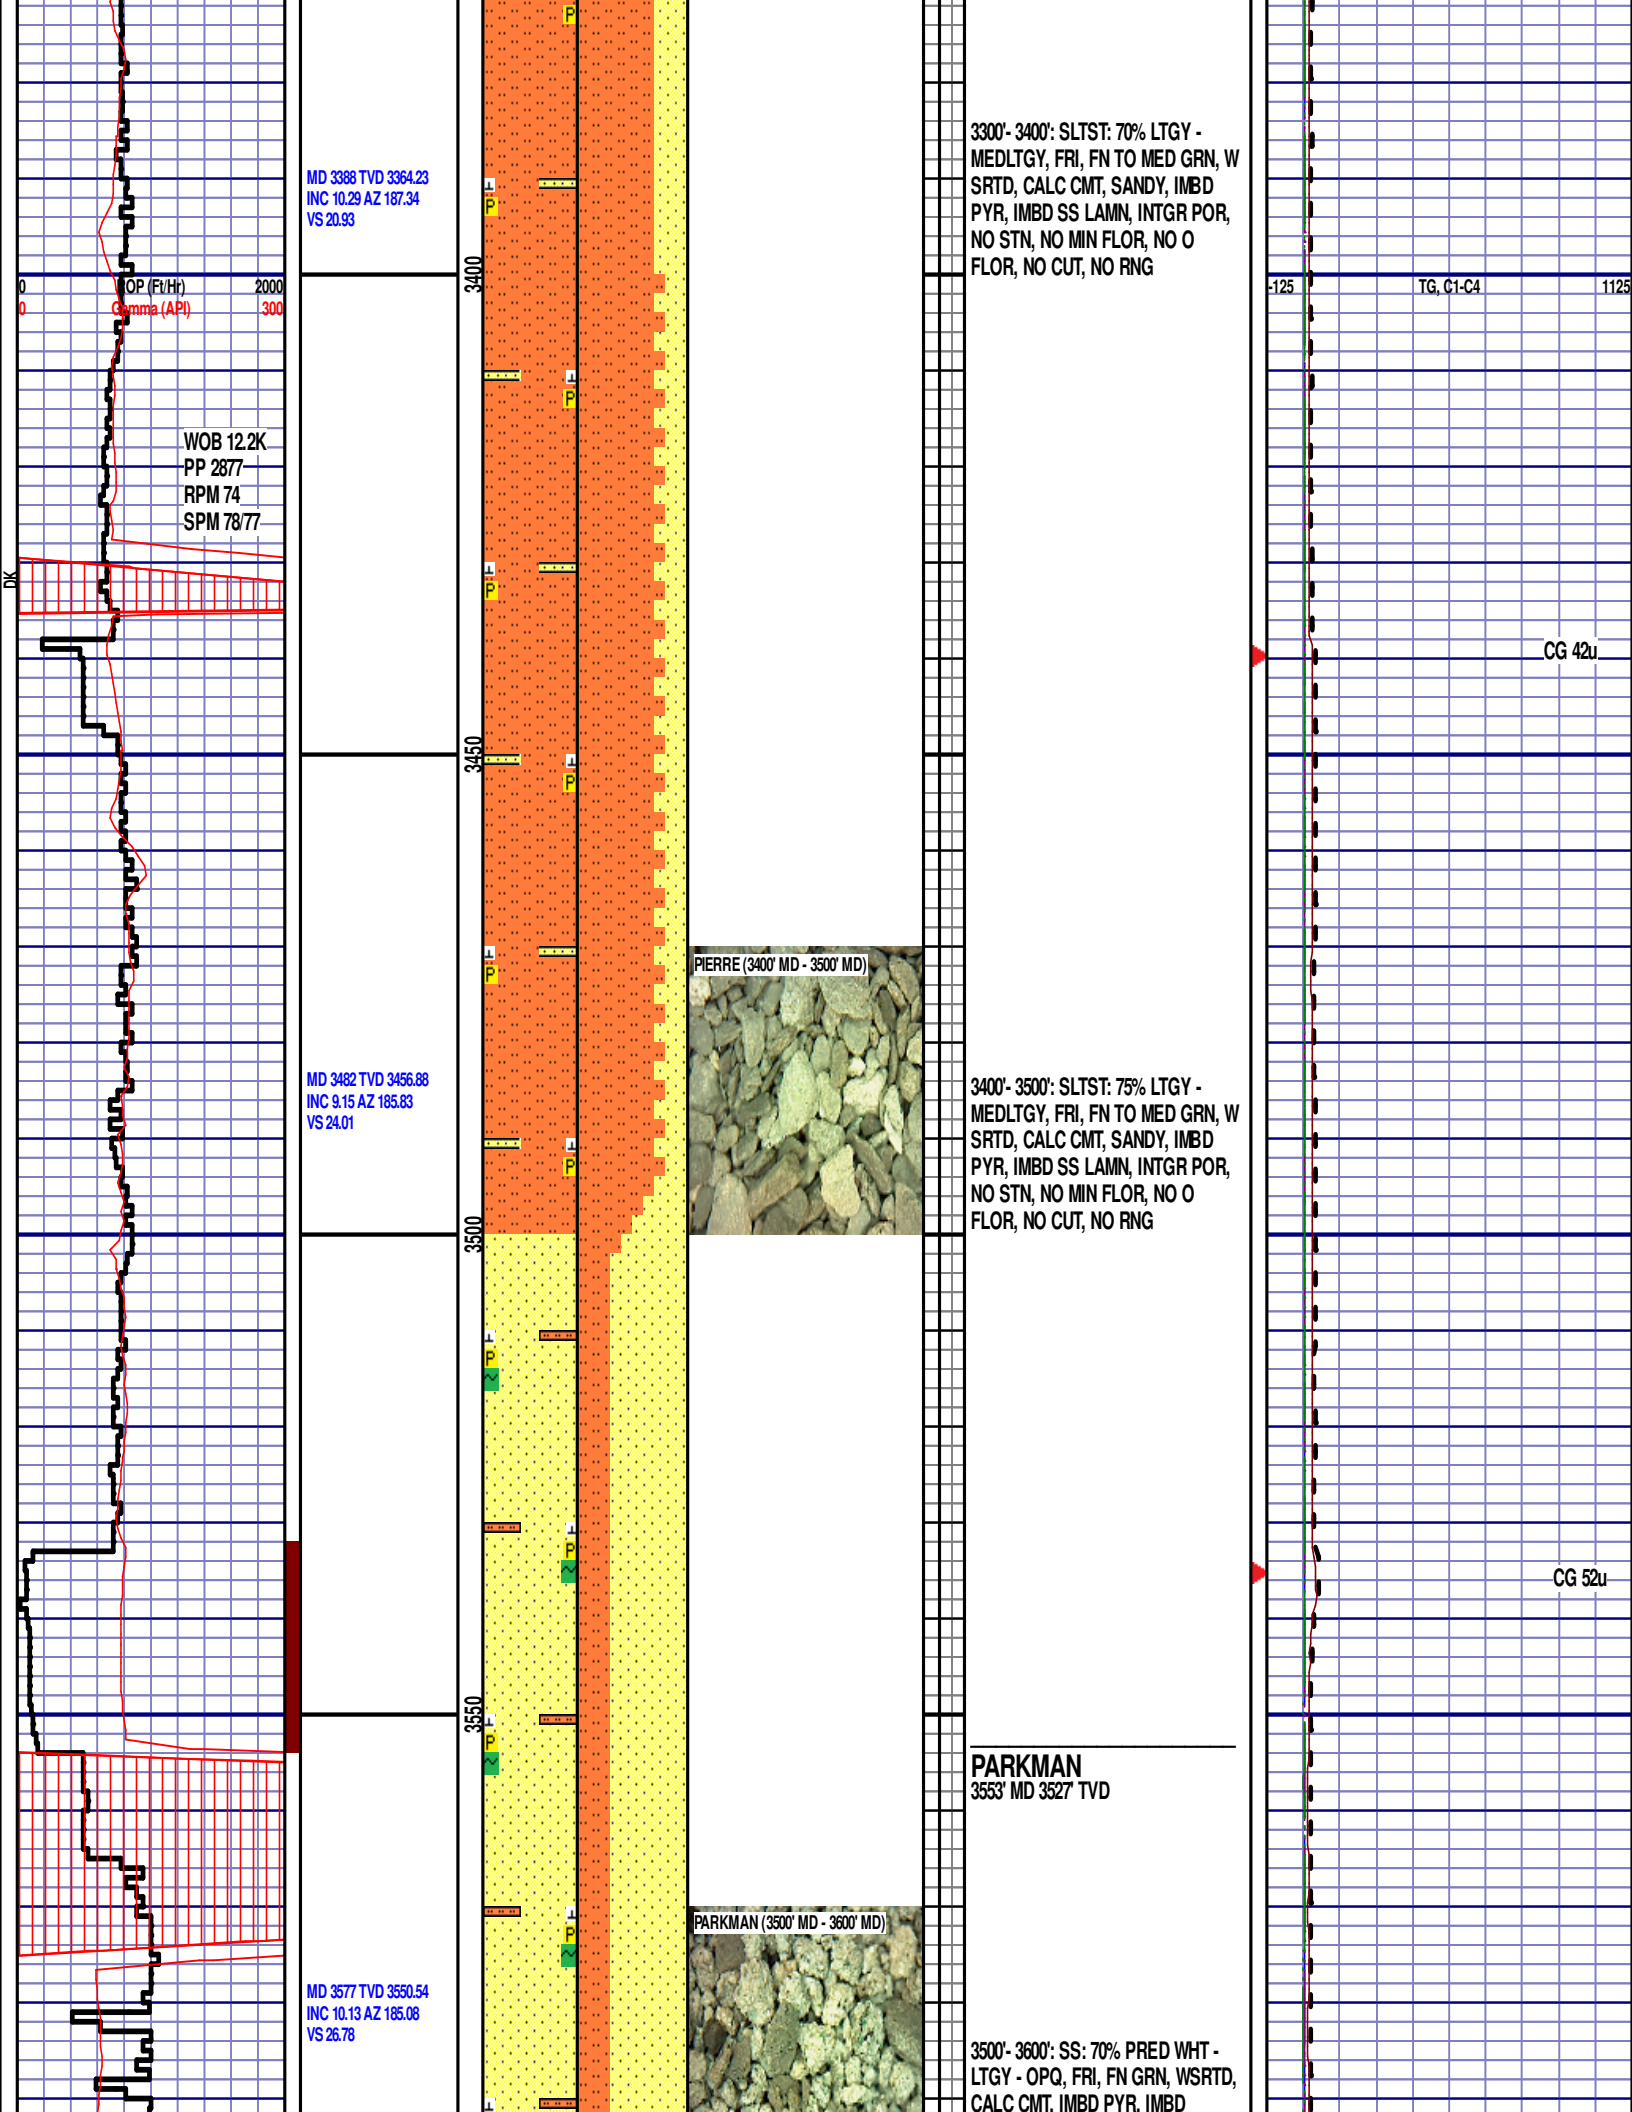 P
3300'- 3400': SLTST: 70% LTGY -
MEDLTGY, FRI, FN TO MED GRN, W
SRTD, CALC CMT, SANDY, IMBD
PYR, IMBD SS LAMN, INTGR POR,
NO STN, NO MIN FLOR, NO O
FLOR, NO CUT, NO RNG
MD 3388 TVD 3364.23
INC 10.29 AZ 187.34
VS 20.93
P
3400
0 OP (Ft/Hr) 2000
0 Gamma (API) 300
-125 TG, C1-C4 1125
P
WOB 12.2K
PP 2877
RPM 74
SPM 78/77
DK
P
CG 42u
3450
P
PIERRE (3400' MD - 3500' MD)
P
MD 3482 TVD 3456.88
INC 9.15 AZ 185.83
VS 24.01
3400'- 3500': SLTST: 75% LTGY -
MEDLTGY, FRI, FN TO MED GRN, W
SRTD, CALC CMT, SANDY, IMBD
PYR, IMBD SS LAMN, INTGR POR,
NO STN, NO MIN FLOR, NO O
FLOR, NO CUT, NO RNG
P
3500
P
P
CG 52u
3550
P
PARKMAN
3553' MD 3527' TVD
PARKMAN (3500' MD - 3600' MD)
P
MD 3577 TVD 3550.54
INC 10.13 AZ 185.08
VS 26.78
3500'- 3600': SS: 70% PRED WHT -
LTGY - OPQ, FRI, FN GRN, WSRTD,
CALC CMT, IMBD PYR, IMBD